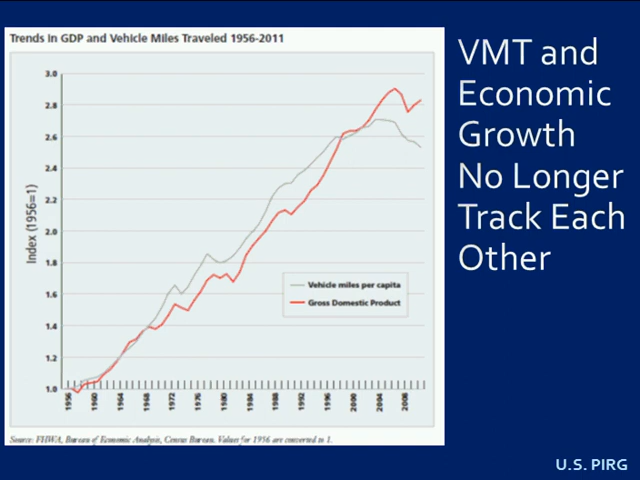 Trends in GDP and Vehicle Miles Traveled 1956-2011
VMT and
Economic
Growth
No Longer
Track Each
Other
Index (1956=1)
3.0
2.8
2.6
2.4
2.2
2.0
1.8
1.6
1.4
1.2
1.0
Vehicle miles per capita
Gross Domestic Product
1956 1960 1964 1968 1972 1976 1980 1984 1988 1992 1996 2000 2004 2008
Source: FHWA, Bureau of Economic Analysis, Census Bureau. Values for 1956 are converted to 1.
U.S. PIRG